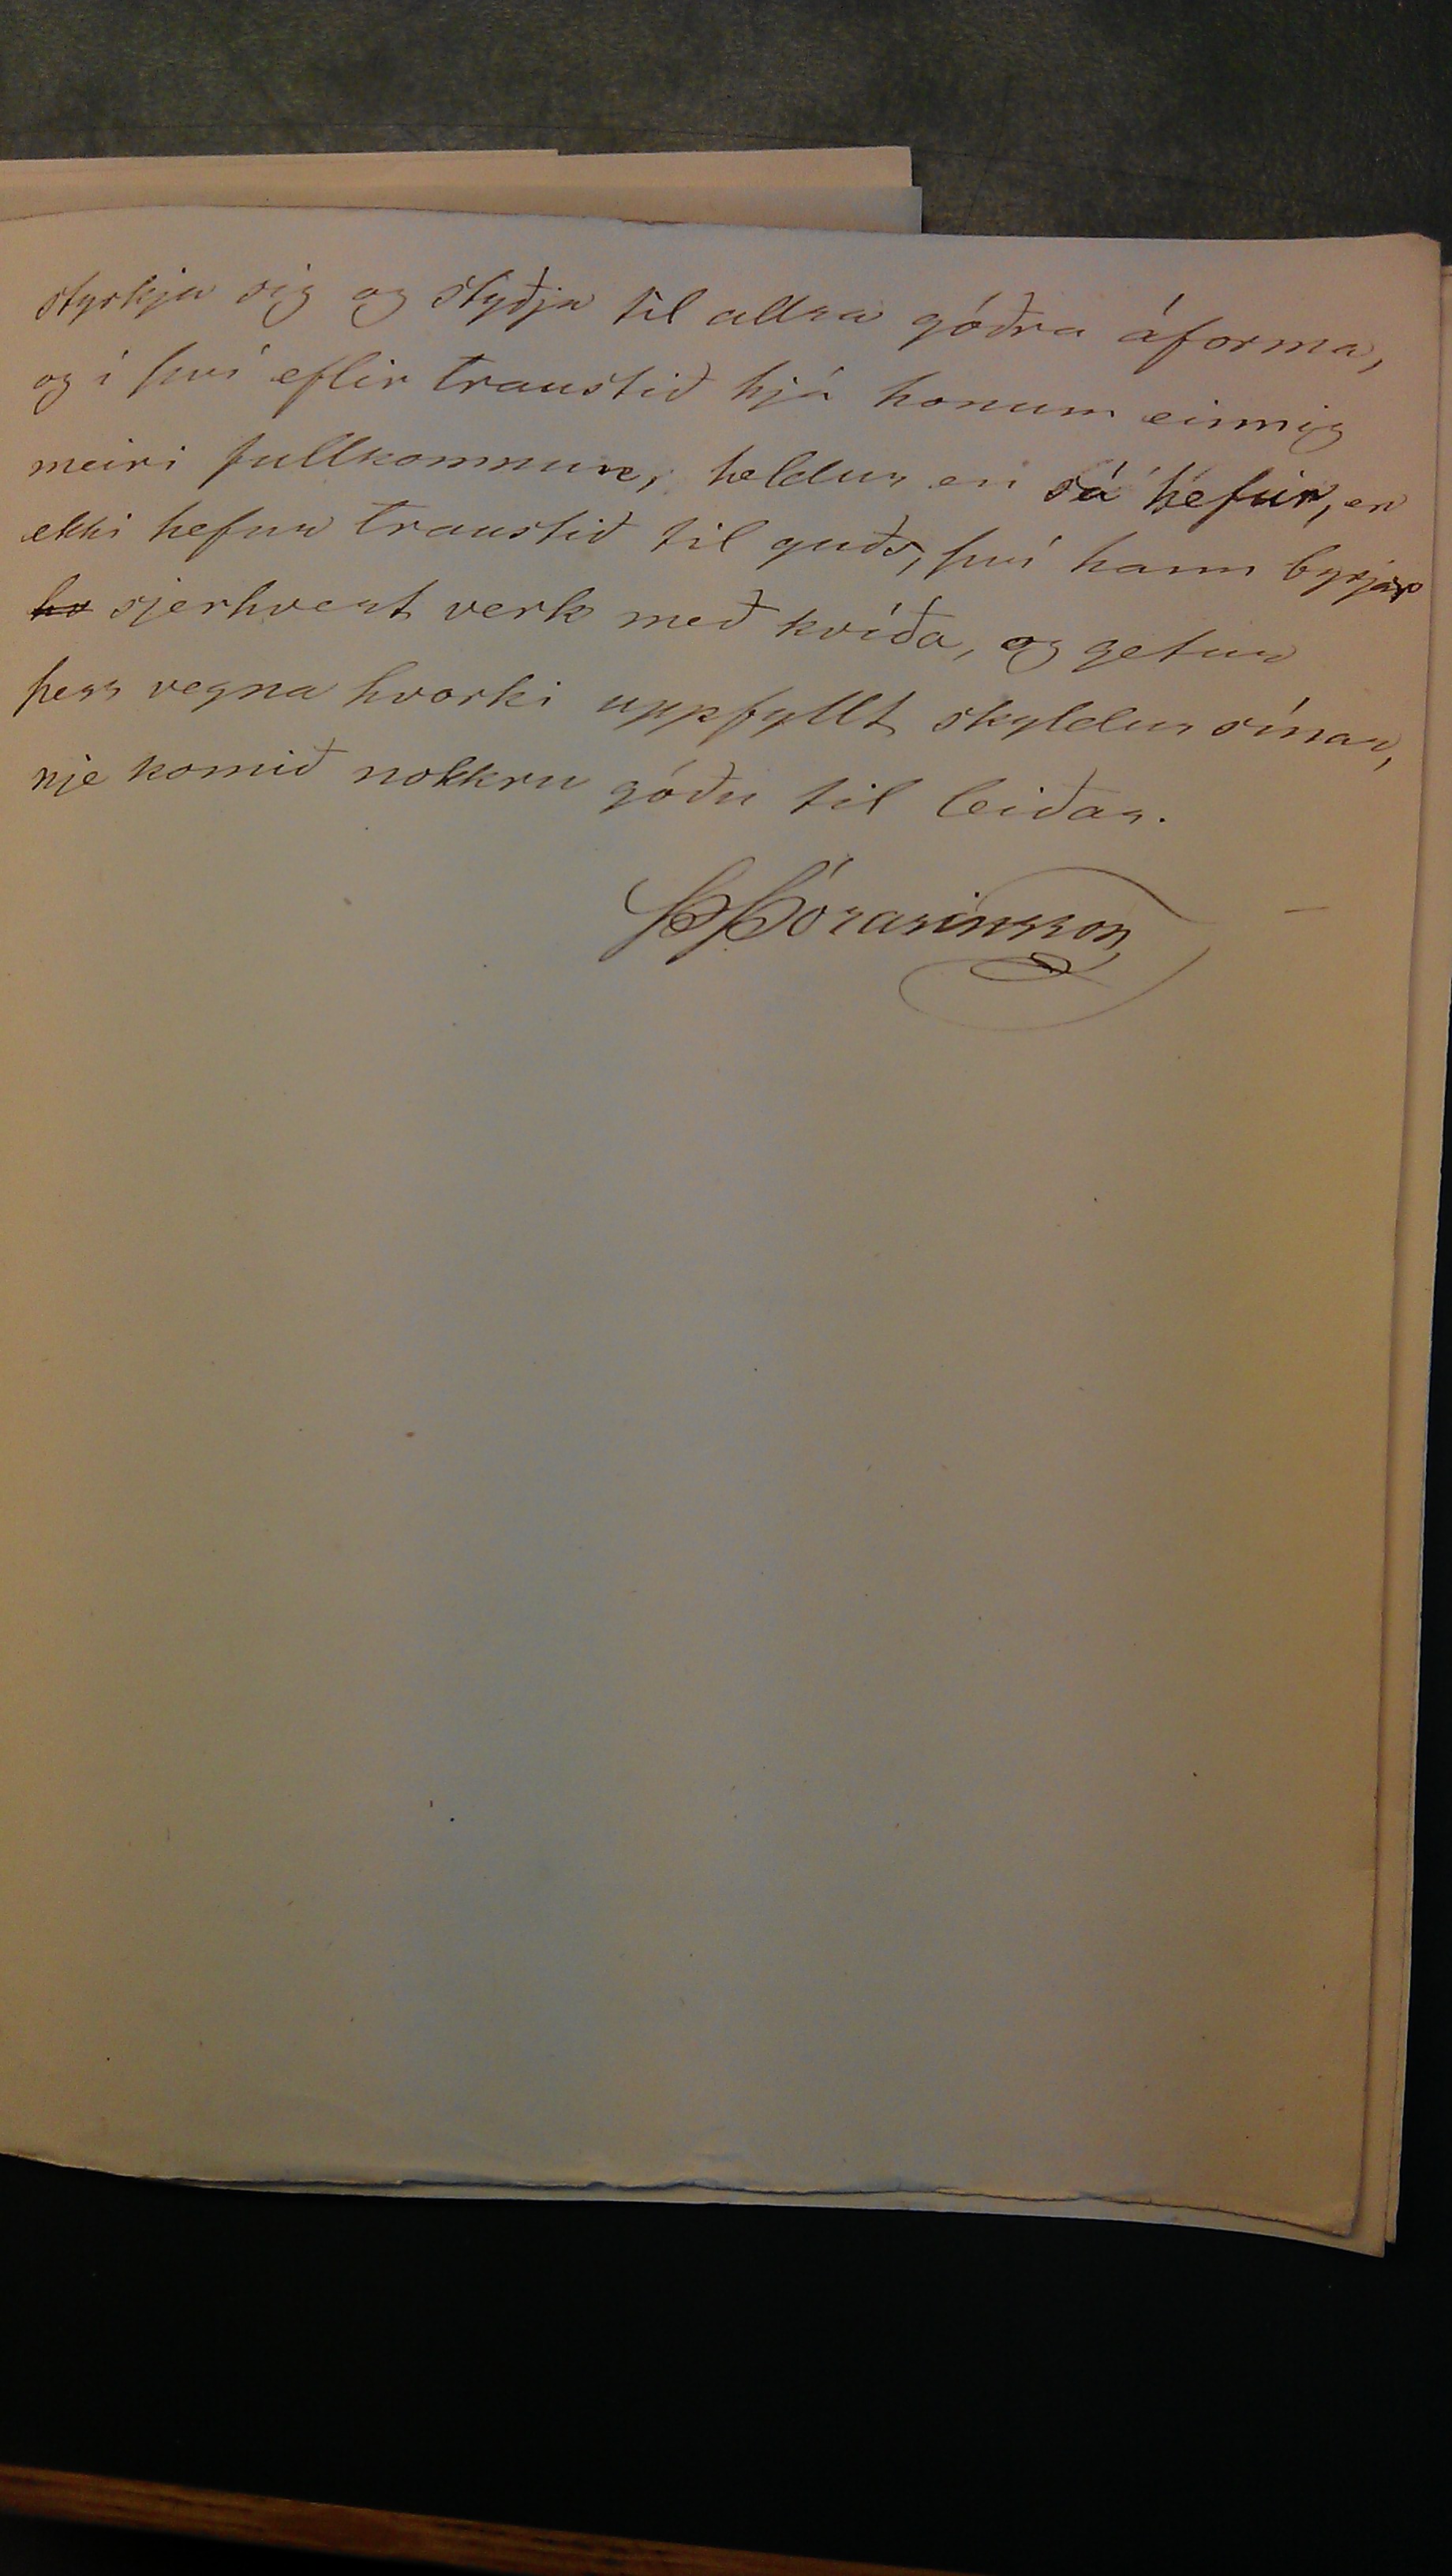 styrkja sig og styðja til allra góðra áforma,
og í því eflir traustið hjá honum einnig
meiri fullkomnun, heldur en sá hefur, er
ekki hefur traustið til guðs, því hann byrjar
hv sjerhvert verk með kvíða, og getur
þess vegna hvorki uppfyllt skyldur sínar,
nje komið nokkru góðu til leiðar.
Þ Þórarinsson